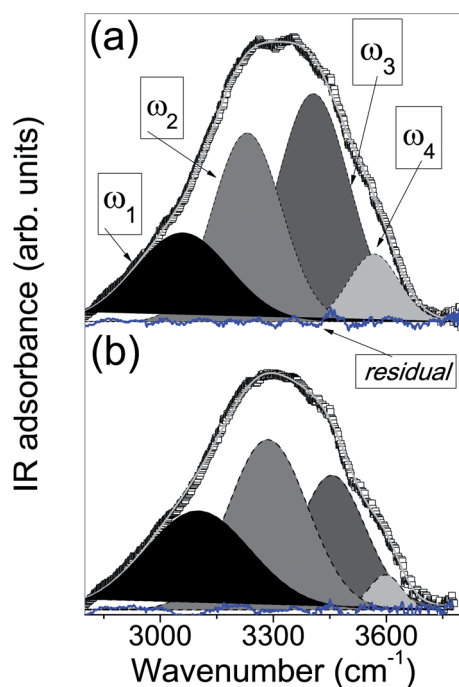 (a)
ω3
ω2
ω4
ω1
(b)
residual
IR adsorbance (arb. units)
3000 3300 3600
Wavenumber (cm-1)